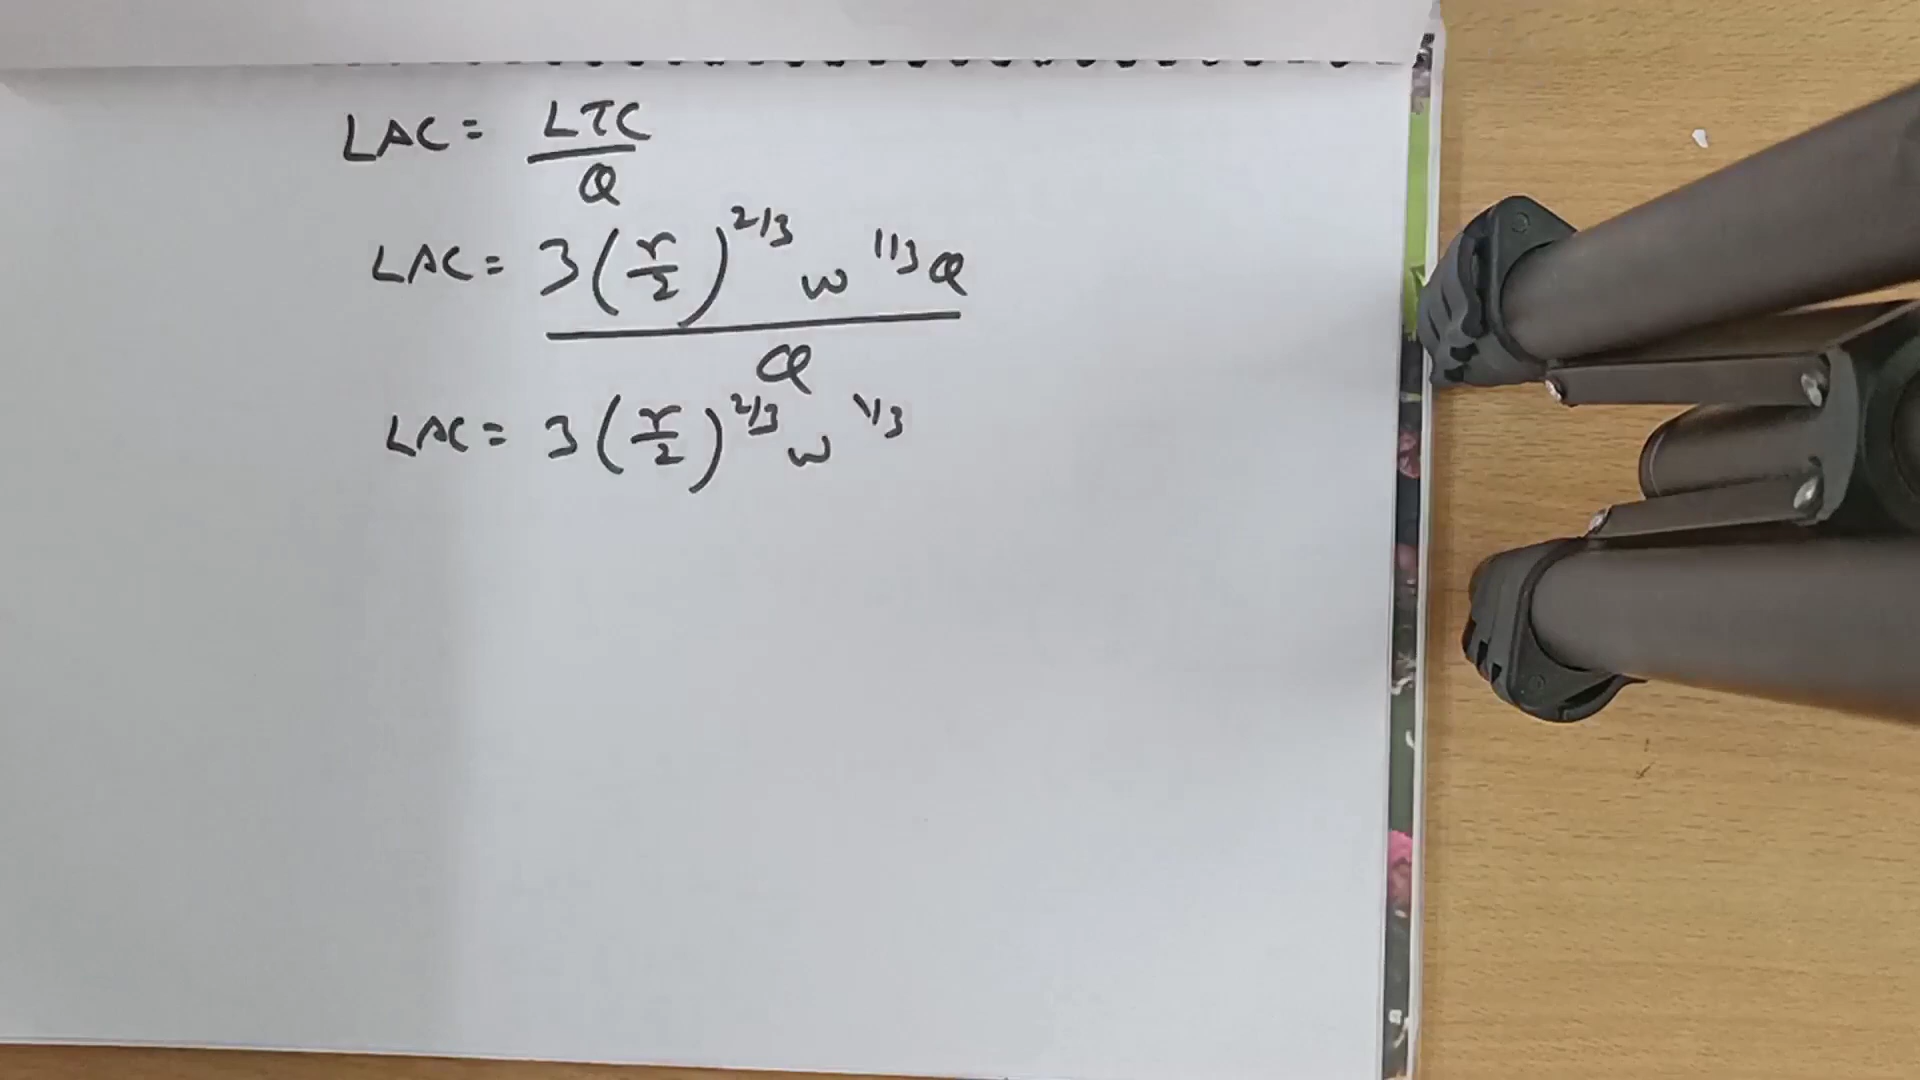 LAC = LTC / Q
LAC = 3 (r/2)^2/3 w^1/3 Q / Q
LAC = 3 (r/2)^2/3 w^1/3